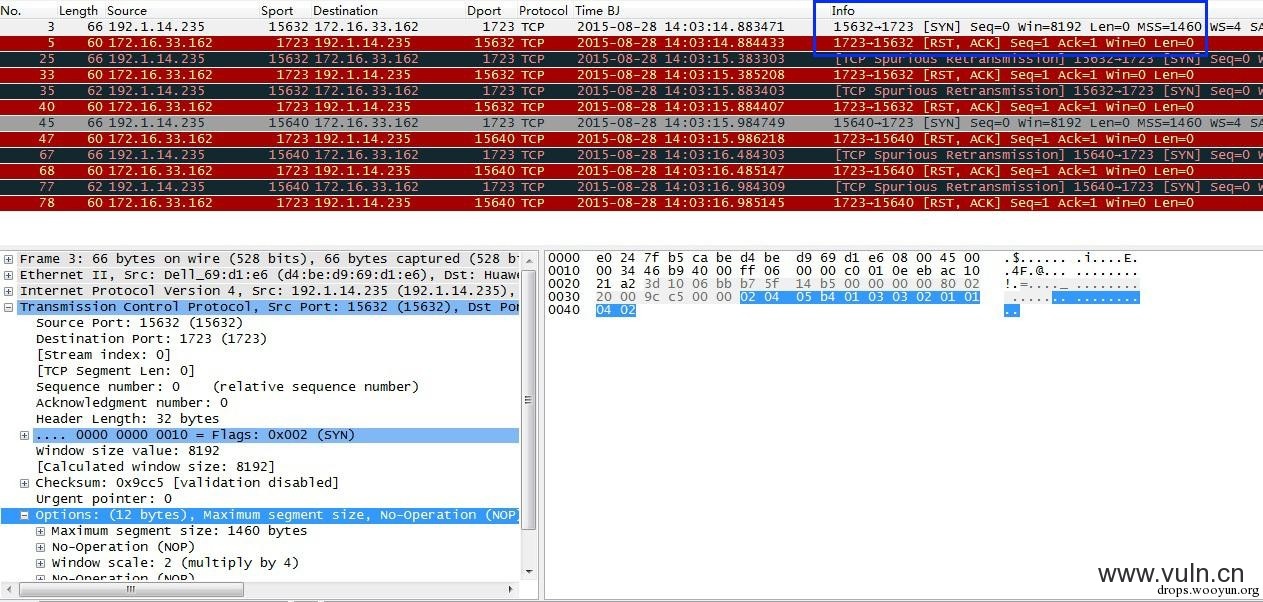 No. Length Source Sport Destination Dport Protocol Time BJ Info
3 66 192.1.14.235 15632 172.16.33.162 1723 TCP 2015-08-28 14:03:14.883471 15632→1723 [SYN] Seq=0 Win=8192 Len=0 MSS=1460 WS=4 SA
5 60 172.16.33.162 1723 192.1.14.235 15632 TCP 2015-08-28 14:03:14.884433 1723→15632 [RST, ACK] Seq=1 Ack=1 Win=0 Len=0
25 66 192.1.14.235 15632 172.16.33.162 1723 TCP 2015-08-28 14:03:15.383303 [TCP Spurious Retransmission] 15632→1723 [SYN] Seq=0 W
33 60 172.16.33.162 1723 192.1.14.235 15632 TCP 2015-08-28 14:03:15.385208 1723→15632 [RST, ACK] Seq=1 Ack=1 Win=0 Len=0
35 62 192.1.14.235 15632 172.16.33.162 1723 TCP 2015-08-28 14:03:15.883403 [TCP Spurious Retransmission] 15632→1723 [SYN] Seq=0 W
40 60 172.16.33.162 1723 192.1.14.235 15632 TCP 2015-08-28 14:03:15.884407 1723→15632 [RST, ACK] Seq=1 Ack=1 Win=0 Len=0
45 66 192.1.14.235 15640 172.16.33.162 1723 TCP 2015-08-28 14:03:15.984749 15640→1723 [SYN] Seq=0 Win=8192 Len=0 MSS=1460 WS=4 SA
47 60 172.16.33.162 1723 192.1.14.235 15640 TCP 2015-08-28 14:03:15.986218 1723→15640 [RST, ACK] Seq=1 Ack=1 Win=0 Len=0
67 66 192.1.14.235 15640 172.16.33.162 1723 TCP 2015-08-28 14:03:16.484303 [TCP Spurious Retransmission] 15640→1723 [SYN] Seq=0 W
68 60 172.16.33.162 1723 192.1.14.235 15640 TCP 2015-08-28 14:03:16.485147 1723→15640 [RST, ACK] Seq=1 Ack=1 Win=0 Len=0
77 62 192.1.14.235 15640 172.16.33.162 1723 TCP 2015-08-28 14:03:16.984309 [TCP Spurious Retransmission] 15640→1723 [SYN] Seq=0 W
78 60 172.16.33.162 1723 192.1.14.235 15640 TCP 2015-08-28 14:03:16.985145 1723→15640 [RST, ACK] Seq=1 Ack=1 Win=0 Len=0
Frame 3: 66 bytes on wire (528 bits), 66 bytes captured (528 b
Ethernet II, Src: Dell_69:d1:e6 (d4:be:d9:69:d1:e6), Dst: Huawe
Internet Protocol Version 4, Src: 192.1.14.235 (192.1.14.235),
Transmission Control Protocol, Src Port: 15632 (15632), Dst Por
Source Port: 15632 (15632)
Destination Port: 1723 (1723)
[Stream index: 0]
[TCP Segment Len: 0]
Sequence number: 0 (relative sequence number)
Acknowledgment number: 0
Header Length: 32 bytes
.... 0000 0000 0010 = Flags: 0x002 (SYN)
Window size value: 8192
[Calculated window size: 8192]
Checksum: 0x9cc5 [validation disabled]
Urgent pointer: 0
Options: (12 bytes), Maximum segment size, No-Operation (NOP)
Maximum segment size: 1460 bytes
No-Operation (NOP)
Window scale: 2 (multiply by 4)
No-Operation (NOP)
0000 e0 24 7f b5 ca be d4 be d9 69 d1 e6 08 00 45 00 .$...... .i....E.
0010 00 34 46 b9 40 00 ff 06 00 00 c0 01 0e eb ac 10 .4F.@... ........
0020 21 a2 3d 10 06 bb b7 5f 14 b5 00 00 00 00 80 02 !.=...._ ........
0030 20 00 9c c5 00 00 02 04 05 b4 01 03 03 02 01 01 ....... ........
0040 04 02 ..
www.vuln.cn
drops.wooyun.org